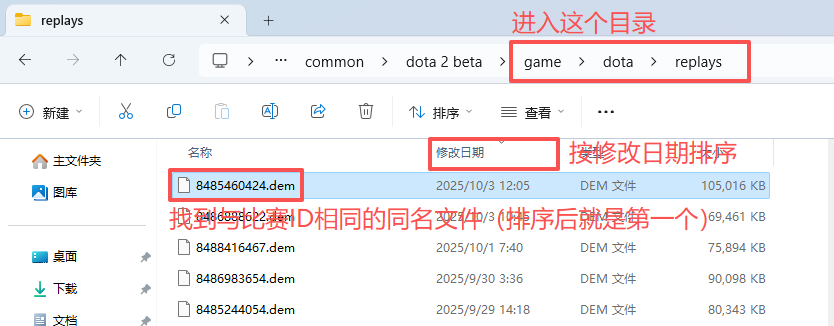 replays
进入这个目录
common dota 2 beta game dota replays
新建 排序 查看
名称 修改日期 类型 大小
按修改日期排序
主文件夹
图库
桌面
下载
文档
8485460424.dem 2025/10/3 12:05 DEM 文件 105,016 KB
找到与比赛ID相同的同名文件（排序后就是第一个）
DEM 文件 69,461 KB
8488416467.dem 2025/10/1 7:40 DEM 文件 75,894 KB
8486983654.dem 2025/9/30 3:36 DEM 文件 90,098 KB
8485244054.dem 2025/9/29 14:18 DEM 文件 80,343 KB